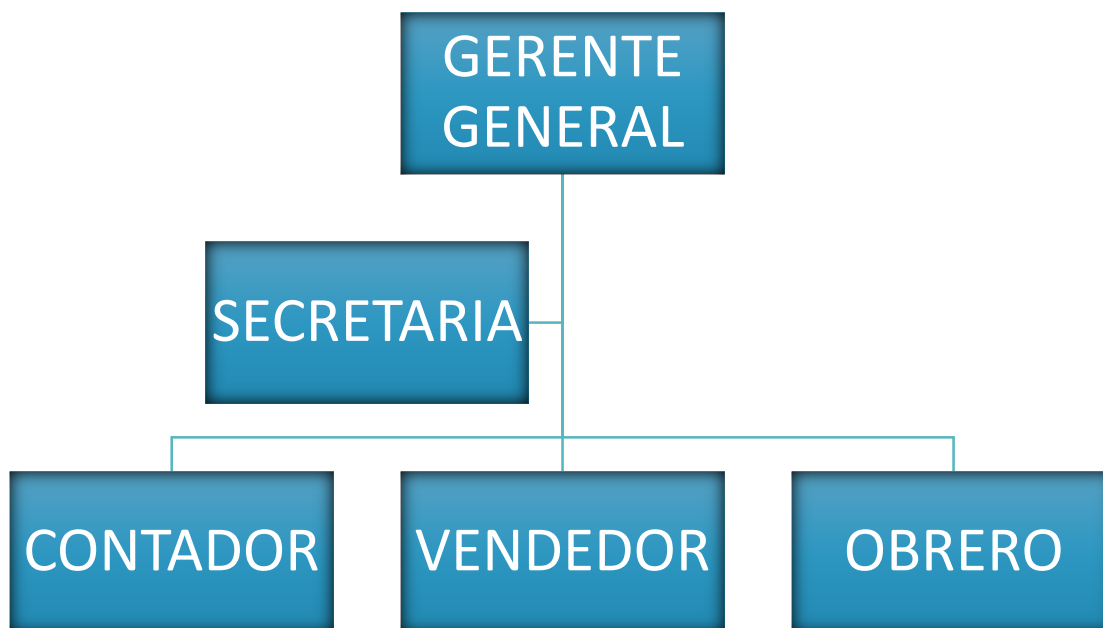 GERENTE
GENERAL
SECRETARIA
CONTADOR
VENDEDOR
OBRERO